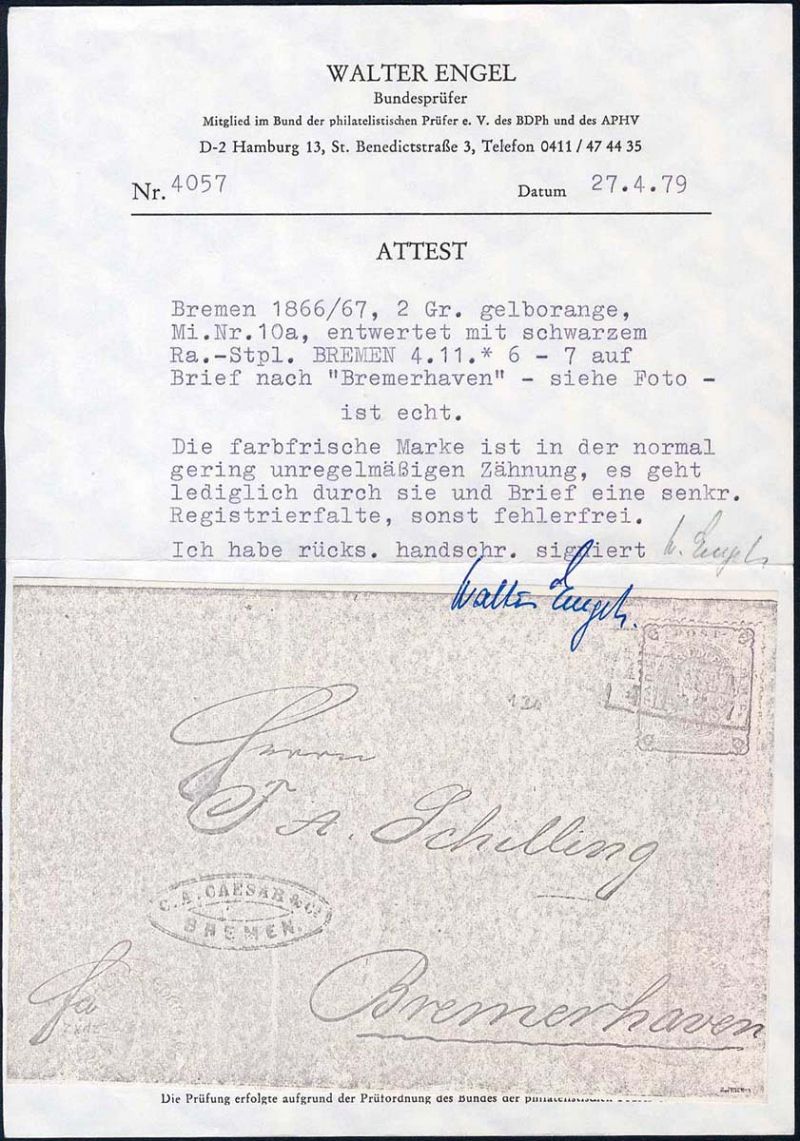 WALTER ENGEL
Bundesprüfer
Mitglied im Bund der philatelistischen Prüfer e. V. des BDPh und des APHV
D-2 Hamburg 13, St. Benedictstraße 3, Telefon 0411 / 47 44 35
Nr. 4057 Datum 27.4.79
ATTEST
Bremen 1866/67, 2 Gr. gelborange,
Mi.Nr.10a, entwertet mit schwarzem
Ra.-Stpl. BREMEN 4.11.* 6 - 7 auf
Brief nach "Bremerhaven" - siehe Foto -
ist echt.
Die farbfrische Marke ist in der normal
gering unregelmäßigen Zähnung, es geht
lediglich durch sie und Brief eine senkr.
Registrierfalte, sonst fehlerfrei.
Ich habe rücks. handschr. signiert W. Engel
Walter Engel.
POST
Herrn
F. A. Schilling
C. A. CAESAR & Co
BREMEN.
fa
Bremerhaven
Die Prüfung erfolgte aufgrund der Prüfordnung des Bundes der philatelistischen